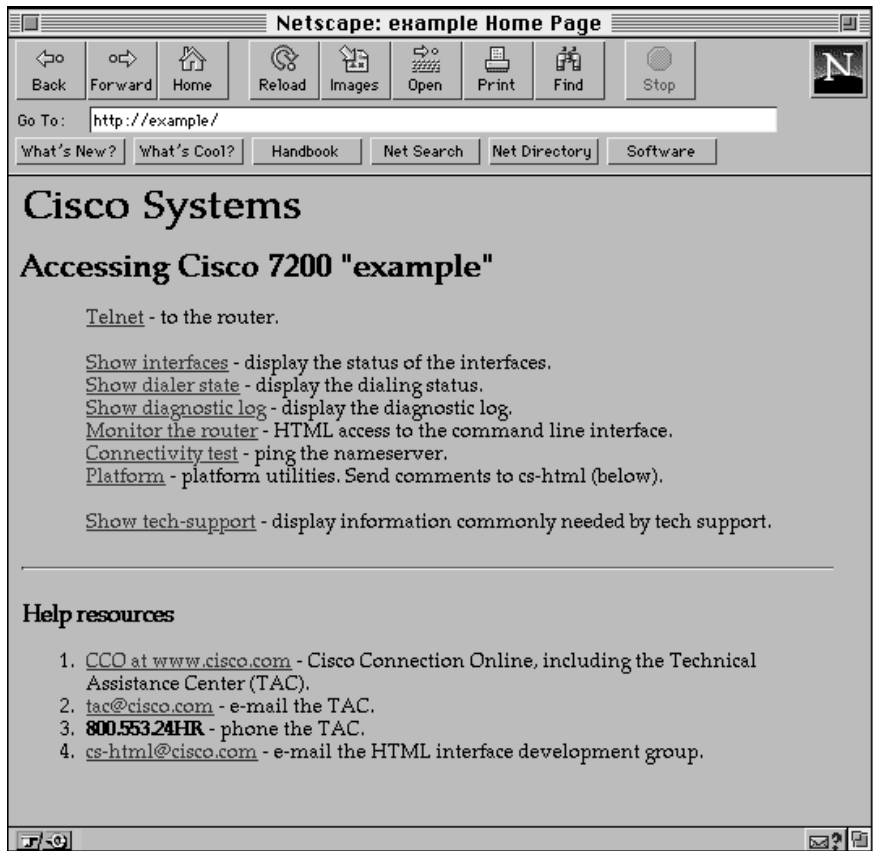 Netscape: example Home Page
Back Forward Home Reload Images Open Print Find Stop
N
Go To: http://example/
What's New? What's Cool? Handbook Net Search Net Directory Software
Cisco Systems
Accessing Cisco 7200 "example"
Telnet - to the router.
Show interfaces - display the status of the interfaces.
Show dialer state - display the dialing status.
Show diagnostic log - display the diagnostic log.
Monitor the router - HTML access to the command line interface.
Connectivity test - ping the nameserver.
Platform - platform utilities. Send comments to cs-html (below).
Show tech-support - display information commonly needed by tech support.
Help resources
1. CCO at www.cisco.com - Cisco Connection Online, including the Technical
Assistance Center (TAC).
2. tac@cisco.com - e-mail the TAC.
3. 800.553.24HR - phone the TAC.
4. cs-html@cisco.com - e-mail the HTML interface development group.
?